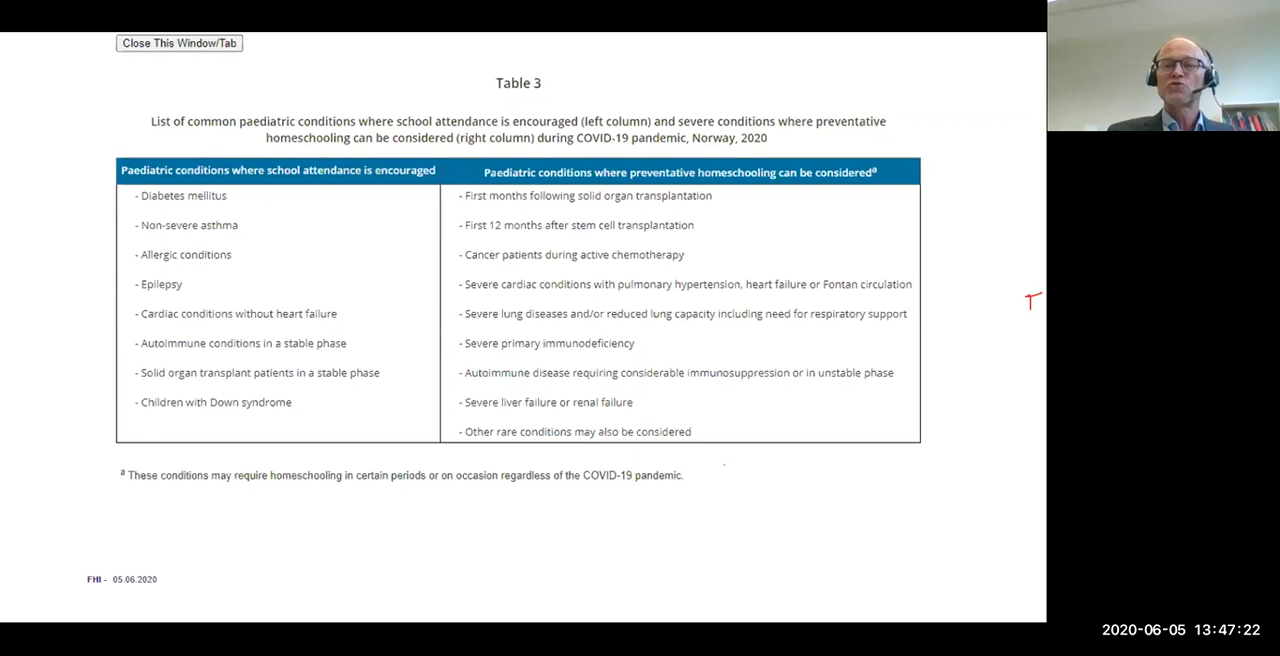 Close This Window/Tab
Table 3
List of common paediatric conditions where school attendance is encouraged (left column) and severe conditions where preventative
homeschooling can be considered (right column) during COVID-19 pandemic, Norway, 2020
Paediatric conditions where school attendance is encouraged
- Diabetes mellitus
- Non-severe asthma
- Allergic conditions
- Epilepsy
- Cardiac conditions without heart failure
- Autoimmune conditions in a stable phase
- Solid organ transplant patients in a stable phase
- Children with Down syndrome
Paediatric conditions where preventative homeschooling can be considered^a
- First months following solid organ transplantation
- First 12 months after stem cell transplantation
- Cancer patients during active chemotherapy
- Severe cardiac conditions with pulmonary hypertension, heart failure or Fontan circulation
- Severe lung diseases and/or reduced lung capacity including need for respiratory support
- Severe primary immunodeficiency
- Autoimmune disease requiring considerable immunosuppression or in unstable phase
- Severe liver failure or renal failure
- Other rare conditions may also be considered
^a These conditions may require homeschooling in certain periods or on occasion regardless of the COVID-19 pandemic.
FHI - 05.06.2020
2020-06-05 13:47:22